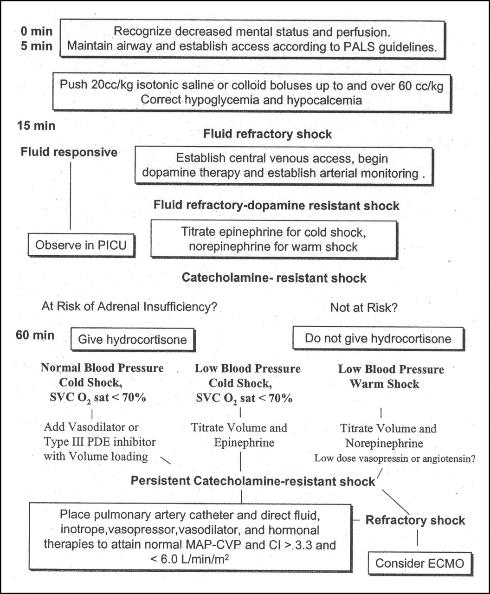 0 min
5 min
Recognize decreased mental status and perfusion.
Maintain airway and establish access according to PALS guidelines.
Push 20cc/kg isotonic saline or colloid boluses up to and over 60 cc/kg
Correct hypoglycemia and hypocalcemia
15 min
Fluid refractory shock
Fluid responsive
Establish central venous access, begin
dopamine therapy and establish arterial monitoring .
Fluid refractory-dopamine resistant shock
Observe in PICU
Titrate epinephrine for cold shock,
norepinephrine for warm shock
Catecholamine- resistant shock
At Risk of Adrenal Insufficiency?
Not at Risk?
60 min
Give hydrocortisone
Do not give hydrocortisone
Normal Blood Pressure
Cold Shock,
SVC O2 sat < 70%
Low Blood Pressure
Cold Shock,
SVC O2 sat < 70%
Low Blood Pressure
Warm Shock
Add Vasodilator or
Type III PDE inhibitor
with Volume loading
Titrate Volume and
Epinephrine
Titrate Volume and
Norepinephrine
Low dose vasopressin or angiotensin?
Persistent Catecholamine-resistant shock
Place pulmonary artery catheter and direct fluid,
inotrope,vasopressor,vasodilator, and hormonal
therapies to attain normal MAP-CVP and CI > 3.3 and
< 6.0 L/min/m²
Refractory shock
Consider ECMO